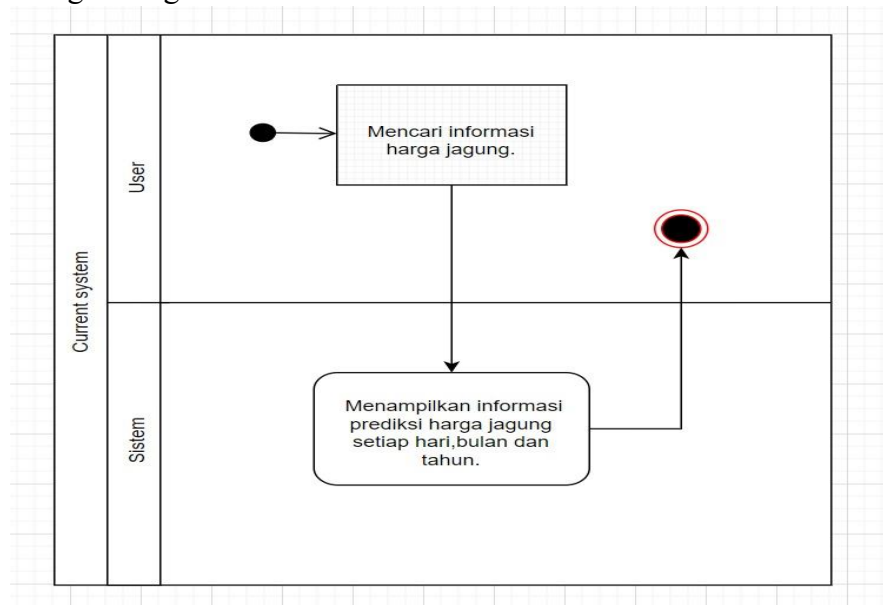 Current system
User
Mencari informasi
harga jagung.
Sistem
Menampilkan informasi
prediksi harga jagung
setiap hari,bulan dan
tahun.